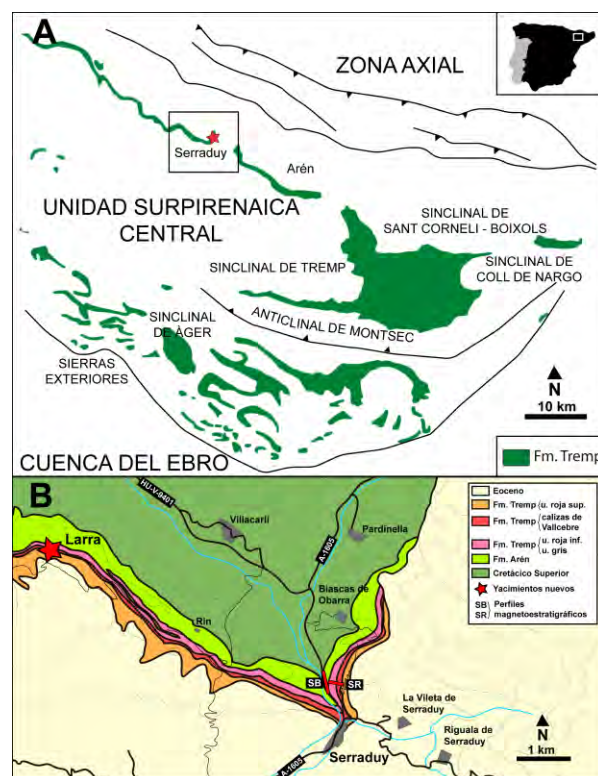 A
ZONA AXIAL
Serraduy
Arén
UNIDAD SURPIRENAICA
CENTRAL
SINCLINAL DE
SANT CORNELI - BOIXOLS
SINCLINAL DE TREMP
SINCLINAL DE
COLL DE NARGO
SINCLINAL
DE ÀGER
ANTICLINAL DE MONTSEC
SIERRAS
EXTERIORES
N
10 km
CUENCA DEL EBRO
Fm. Tremp
B
HU-V-9401
Viliacarli
A-1605
Pardinella
Larra
Rin
Biascas de
Obarra
SB
SR
La Vileta de
Serraduy
Riguala de
Serraduy
Serraduy
A-1605
N
1 km
Eoceno
Fm. Tremp (u. roja sup.
Fm. Tremp (calizas de
Vallcebre
Fm. Tremp (u. roja inf.
u. gris
Fm. Arén
Cretácico Superior
Yacimientos nuevos
SB Perfiles
SR magnetoestratigráficos